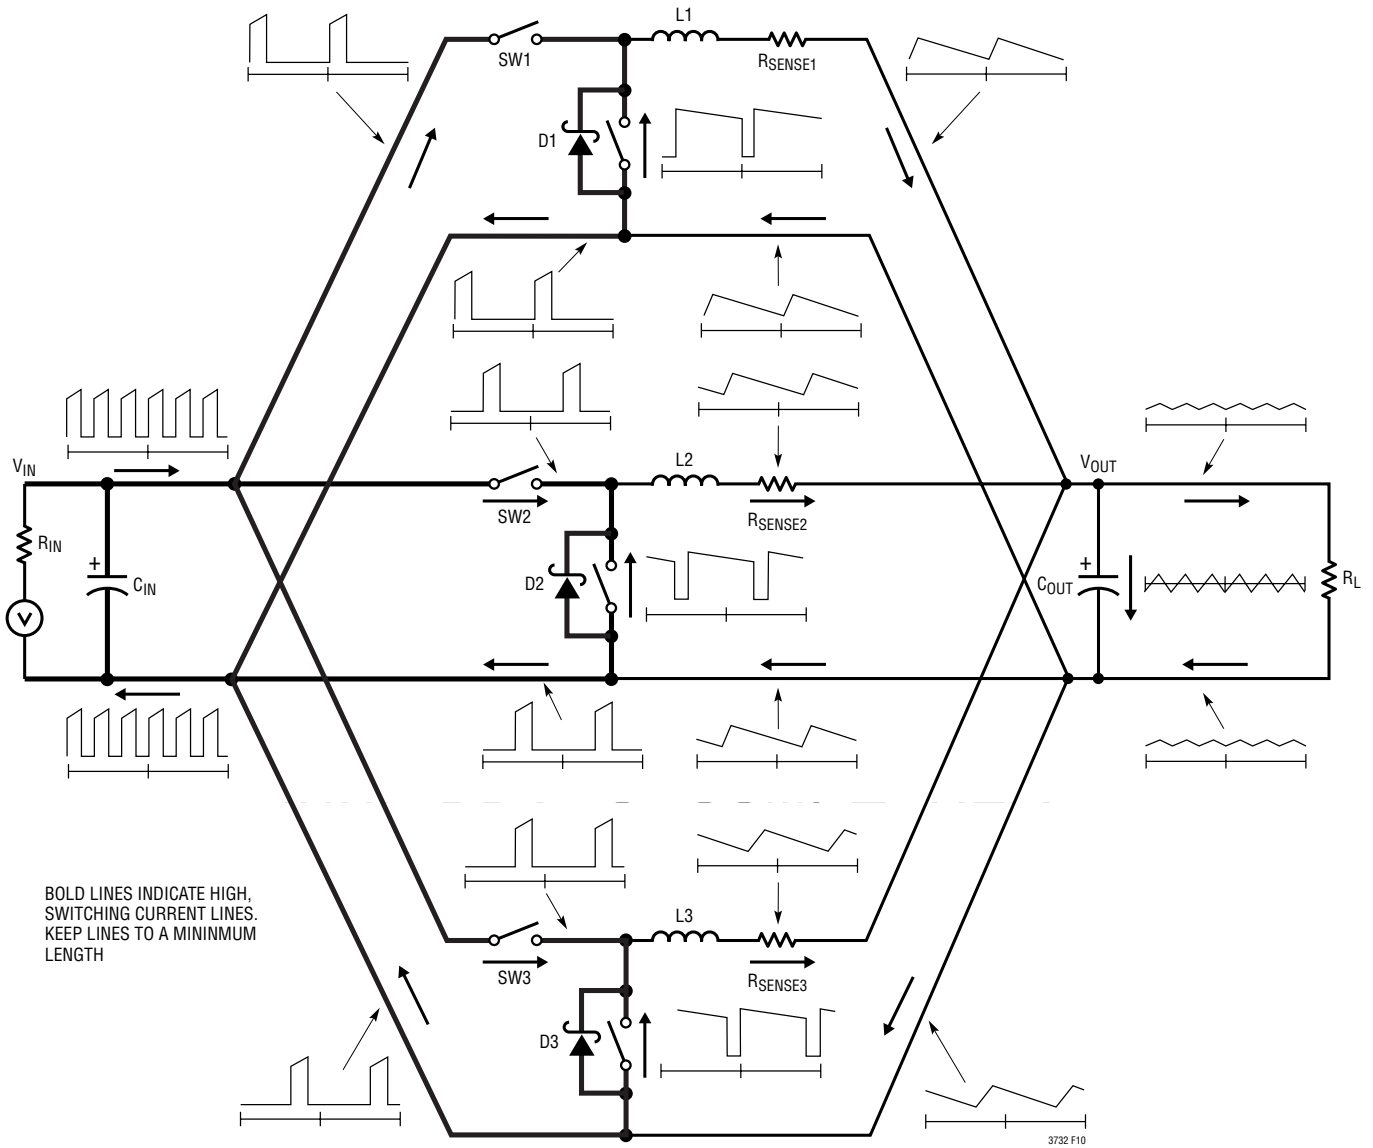 L1
SW1
RSENSE1
D1
VIN
L2
VOUT
SW2
RSENSE2
RIN
+
CIN
D2
+
COUT
RL
V
BOLD LINES INDICATE HIGH,
SWITCHING CURRENT LINES.
KEEP LINES TO A MININMUM
LENGTH
L3
SW3
RSENSE3
D3
3732 F10